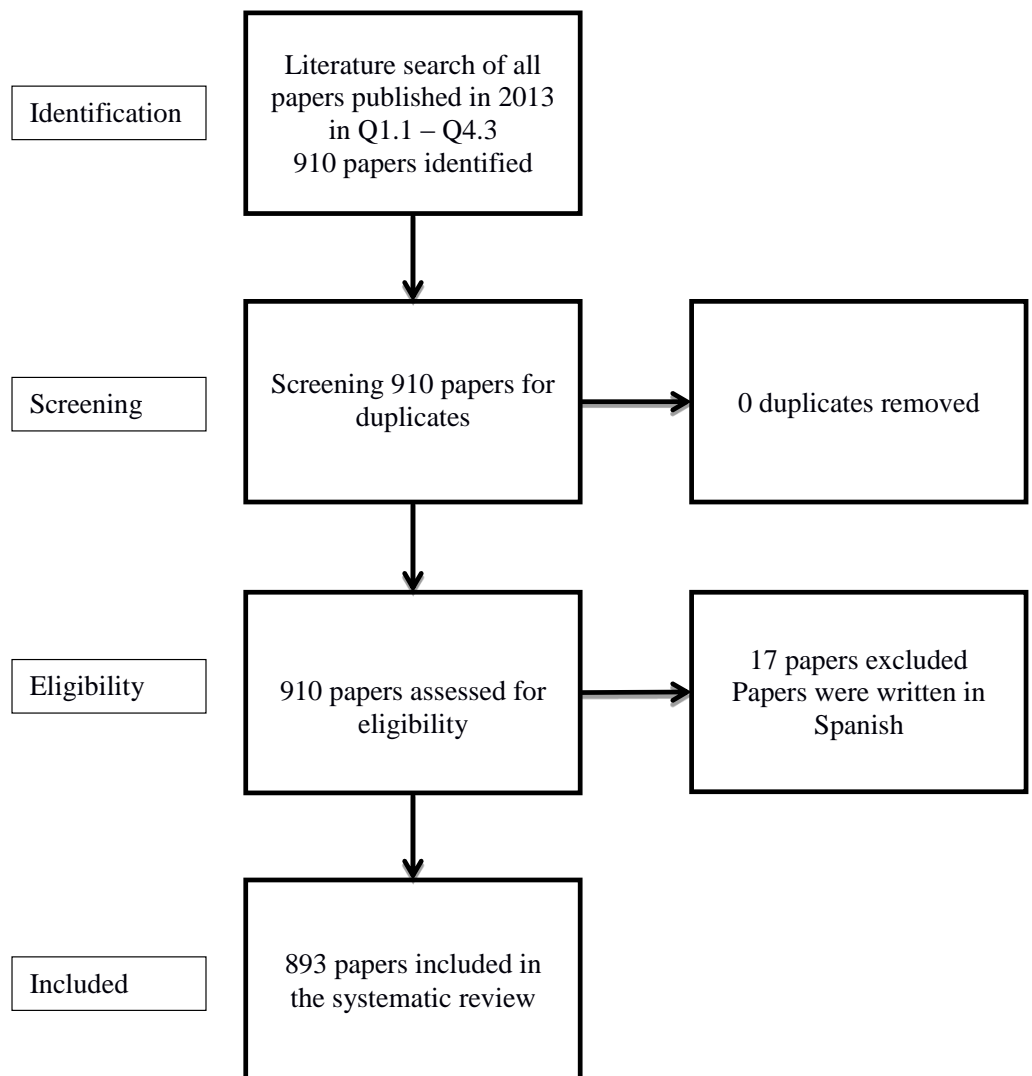 Identification
Literature search of all
papers published in 2013
in Q1.1 – Q4.3
910 papers identified
Screening
Screening 910 papers for
duplicates
0 duplicates removed
Eligibility
910 papers assessed for
eligibility
17 papers excluded
Papers were written in
Spanish
Included
893 papers included in
the systematic review